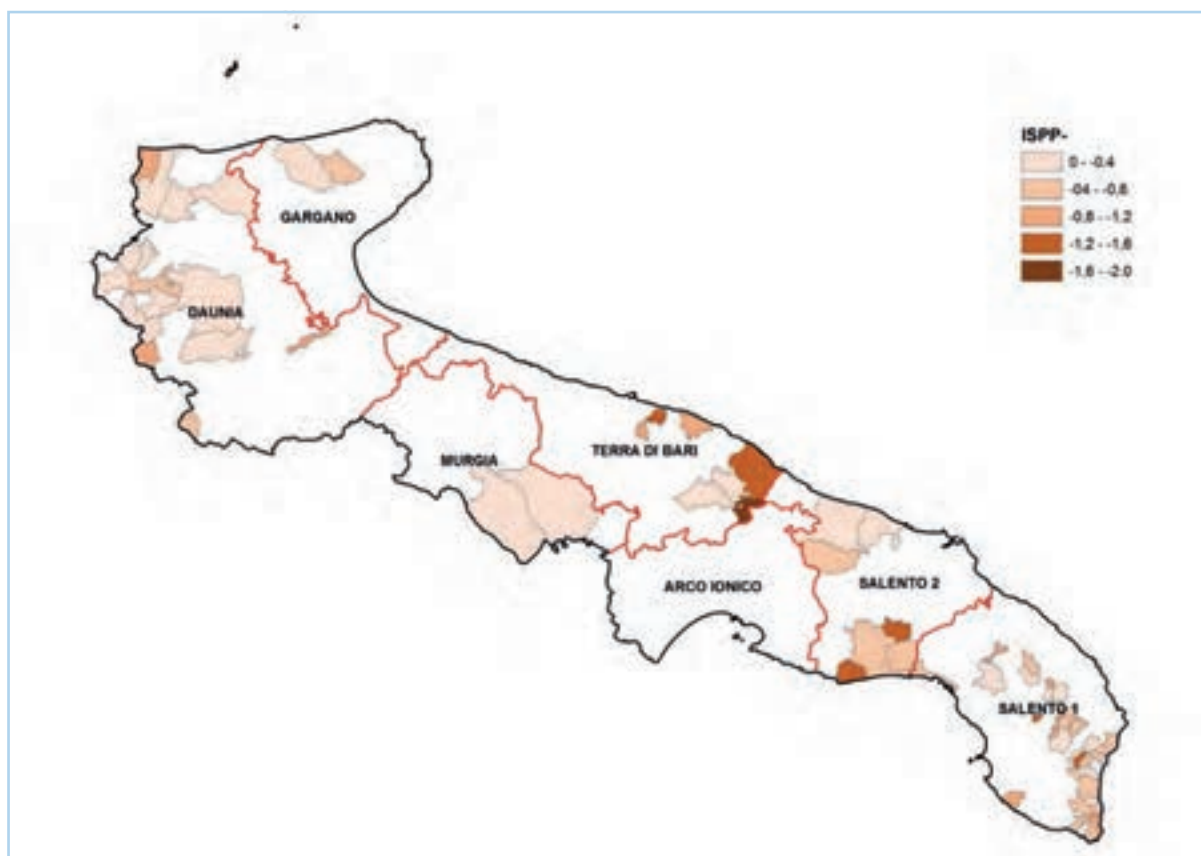 ISPP-
0 - -0.4
-04 - -0.8
-0.8 - -1.2
-1.2 - -1.6
-1.6 - -2.0
GARGANO
DAUNIA
TERRA DI BARI
MURGIA
ARCO IONICO
SALENTO 2
SALENTO 1